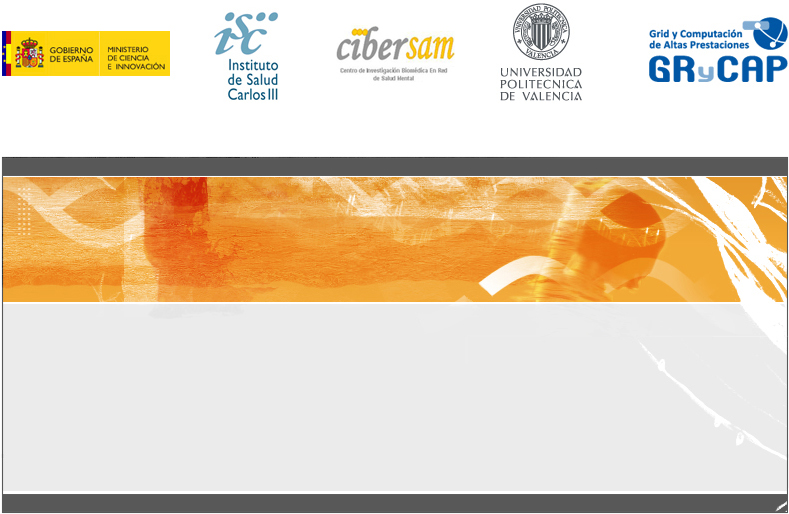 GOBIERNO
DE ESPAÑA
MINISTERIO
DE CIENCIA
E INNOVACIÓN
isc
Instituto
de Salud
Carlos III
cibersam
Centro de Investigación Biomédica En Red
de Salud Mental
UNIVERSIDAD POLITECNICA
VALENCIA
UNIVERSIDAD
POLITECNICA
DE VALENCIA
Grid y Computación
de Altas Prestaciones
GRyCAP